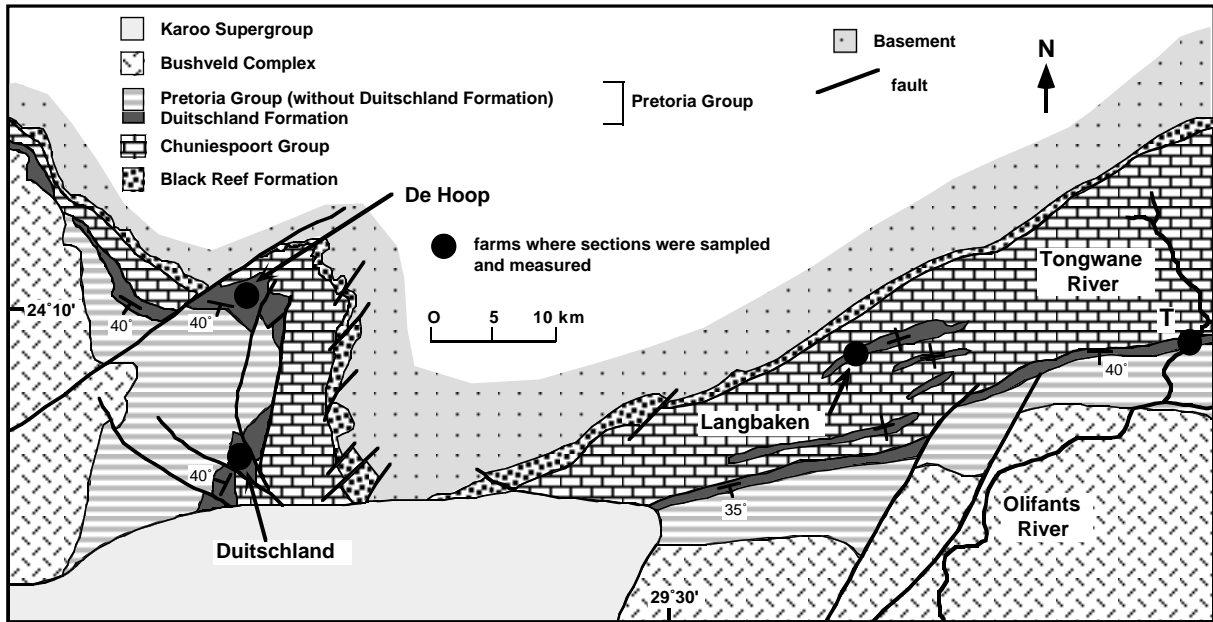 Karoo Supergroup
Bushveld Complex
Pretoria Group (without Duitschland Formation)
Duitschland Formation
Pretoria Group
Chuniespoort Group
Black Reef Formation
Basement
fault
N
De Hoop
farms where sections were sampled
and measured
O 5 10 km
24˚10'
40˚
40˚
40˚
Duitschland
Langbaken
Tongwane
River
T
40˚
35˚
Olifants
River
29˚30'